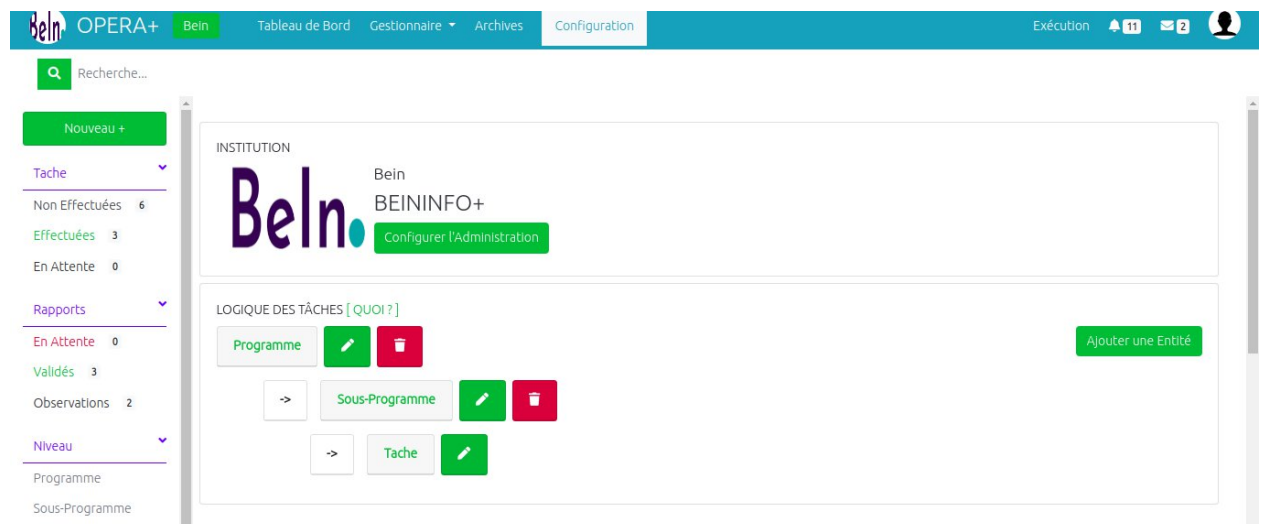 Beln OPERA+ Bein Tableau de Bord Gestionnaire Archives Configuration Exécution 11 2
Recherche...
Nouveau +
Tache
Non Effectuées 6
Effectuées 3
En Attente 0
Rapports
En Attente 0
Validés 3
Observations 2
Niveau
Programme
Sous-Programme
INSTITUTION
Beln.
Bein
BEININFO+
Configurer l'Administration
LOGIQUE DES TÂCHES [ QUOI ? ]
Programme
Ajouter une Entité
-> Sous-Programme
-> Tache